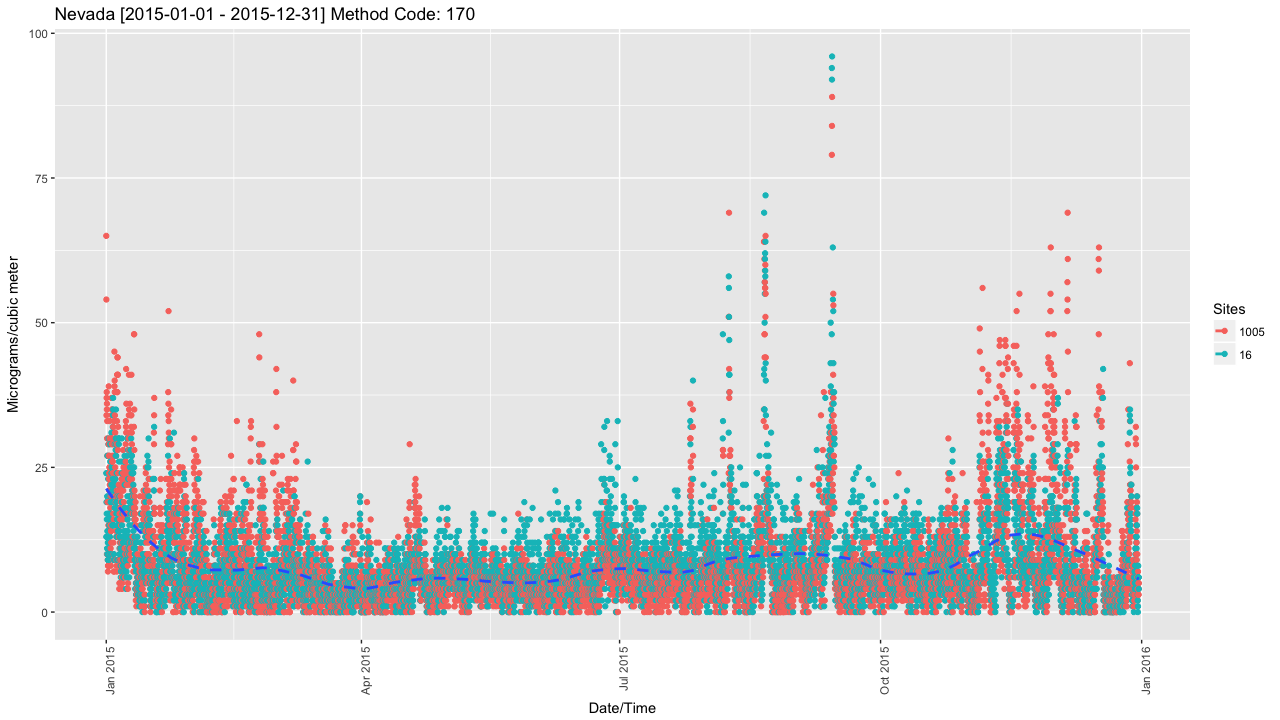 Nevada [2015-01-01 - 2015-12-31] Method Code: 170
100
75
50
25
0
Micrograms/cubic meter
Jan 2015
Apr 2015
Jul 2015
Oct 2015
Jan 2016
Date/Time
Sites
1005
16